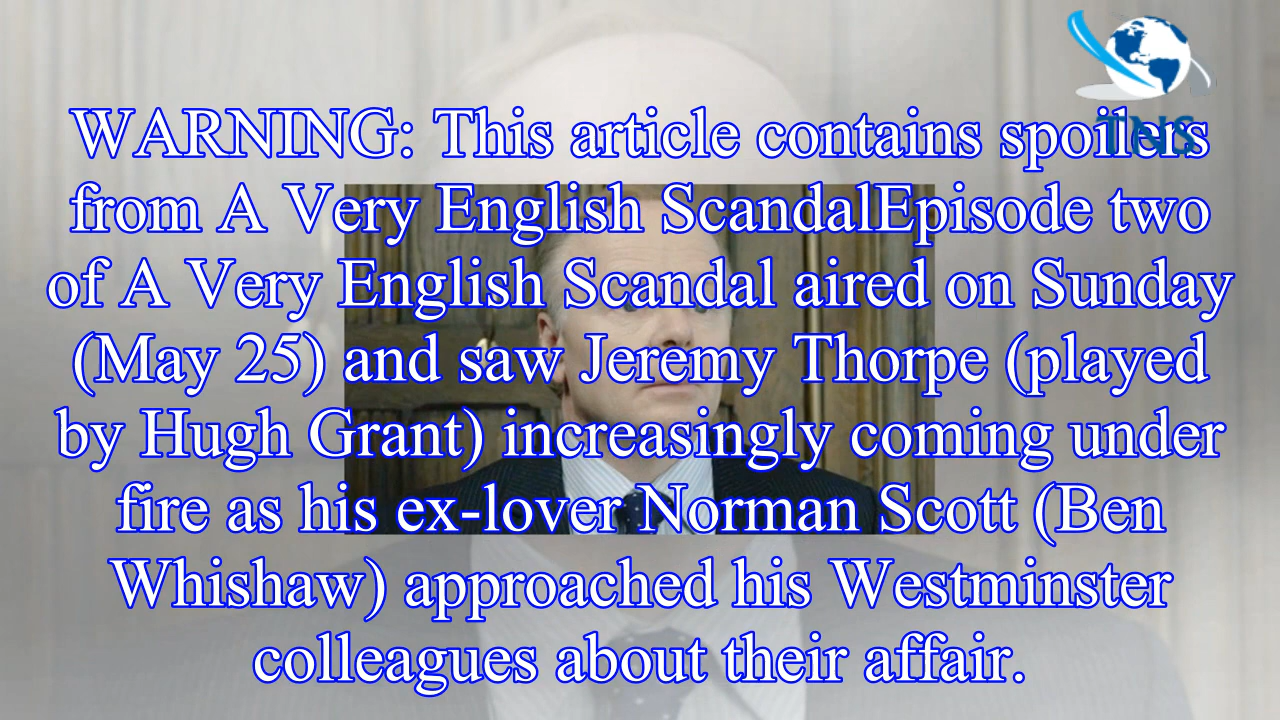 TNS
WARNING: This article contains spoilers
from A Very English ScandalEpisode two
of A Very English Scandal aired on Sunday
(May 25) and saw Jeremy Thorpe (played
by Hugh Grant) increasingly coming under
fire as his ex-lover Norman Scott (Ben
Whishaw) approached his Westminster
colleagues about their affair.